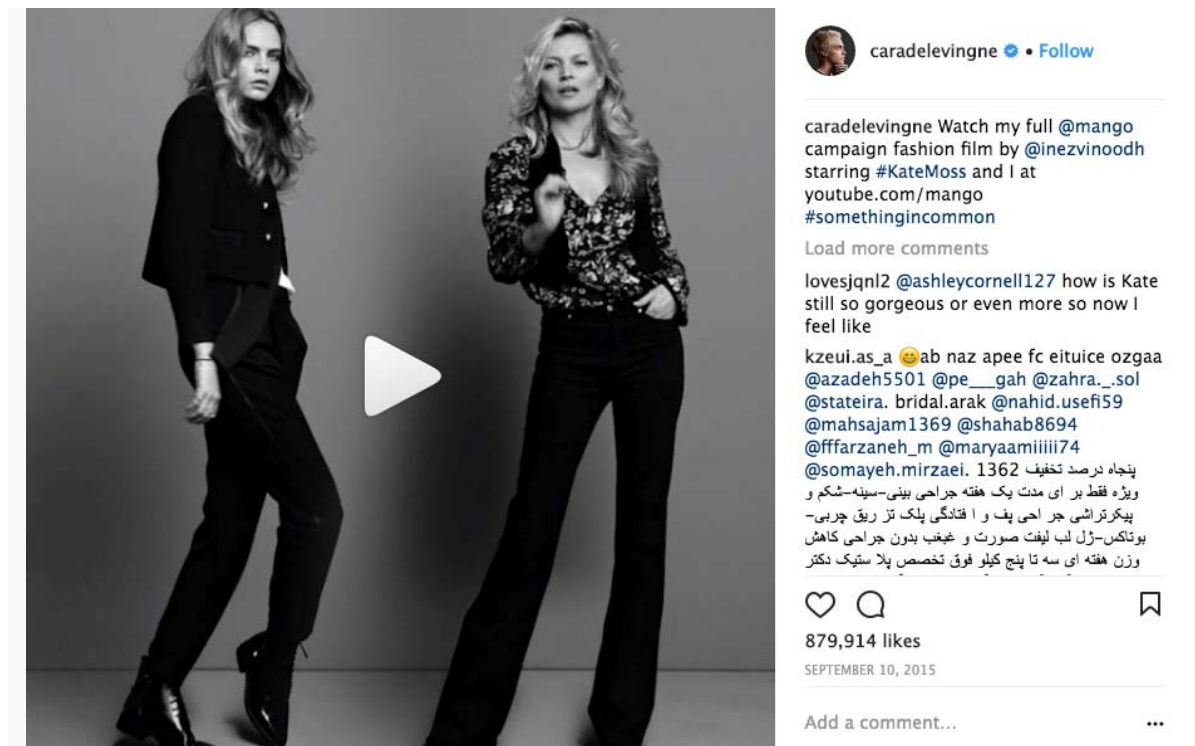 caradelevingne • Follow
caradelevingne Watch my full @mango
campaign fashion film by @inezvinoodh
starring #KateMoss and I at
youtube.com/mango
#somethingincommon
Load more comments
lovesjqnl2 @ashleycornell127 how is Kate
still so gorgeous or even more so now I
feel like
kzeui.as_a 😀ab naz apee fc eituice ozgaa
@azadeh5501 @pe___gah @zahra._.sol
@stateira. bridal.arak @nahid.usefi59
@mahsajam1369 @shahab8694
@fffarzaneh_m @maryaamiiiii74
@somayeh.mirzaei. 1362 پنجاه درصد تخفیف
ویژه فقط بر ای مدت یک هفته جراحی بینی-سینه-شکم و
پیکرتراشی جر احی پف و ا فتادگی پلک تز ریق چربی-
بوتاکس-ژل لب لیفت صورت و غبغب بدون جراحی کاهش
وزن هفته ای سه تا پنج کیلو فوق تخصص پلا ستیک دکتر
879,914 likes
SEPTEMBER 10, 2015
Add a comment...